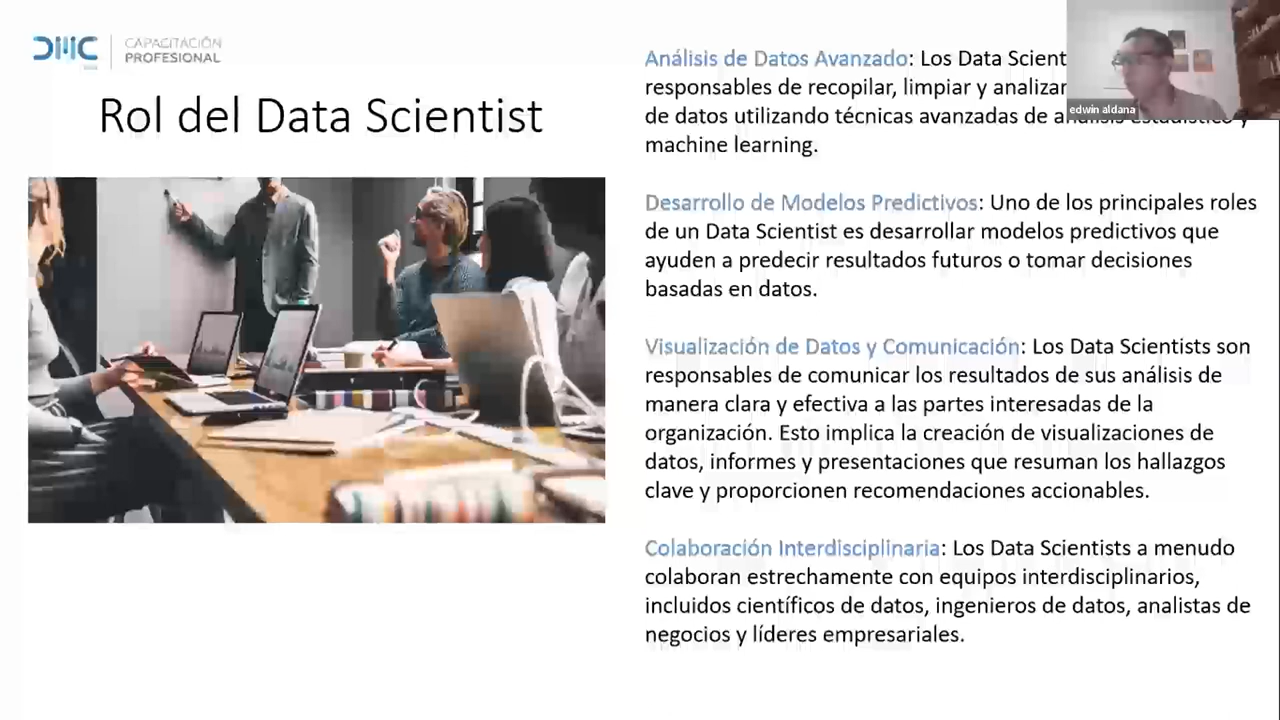 DMC
CAPACITACIÓN
PROFESIONAL
Rol del Data Scientist
Análisis de Datos Avanzado: Los Data Scient
responsables de recopilar, limpiar y analizar
de datos utilizando técnicas avanzadas de análisis estadístico y
machine learning.
Desarrollo de Modelos Predictivos: Uno de los principales roles
de un Data Scientist es desarrollar modelos predictivos que
ayuden a predecir resultados futuros o tomar decisiones
basadas en datos.
Visualización de Datos y Comunicación: Los Data Scientists son
responsables de comunicar los resultados de sus análisis de
manera clara y efectiva a las partes interesadas de la
organización. Esto implica la creación de visualizaciones de
datos, informes y presentaciones que resuman los hallazgos
clave y proporcionen recomendaciones accionables.
Colaboración Interdisciplinaria: Los Data Scientists a menudo
colaboran estrechamente con equipos interdisciplinarios,
incluidos científicos de datos, ingenieros de datos, analistas de
negocios y líderes empresariales.
edwin aldana